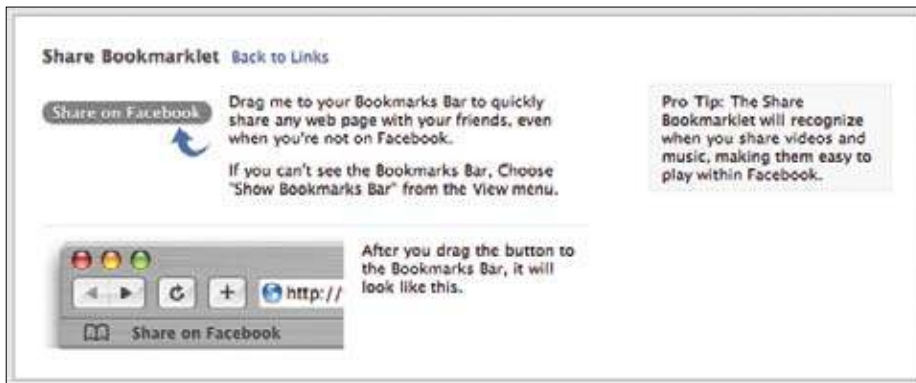 Share Bookmarklet Back to Links
Share on Facebook
Drag me to your Bookmarks Bar to quickly
share any web page with your friends, even
when you're not on Facebook.
If you can't see the Bookmarks Bar, Choose
"Show Bookmarks Bar" from the View menu.
Pro Tip: The Share
Bookmarklet will recognize
when you share videos and
music, making them easy to
play within Facebook.
After you drag the button to
the Bookmarks Bar, it will
look like this.
http://
Share on Facebook